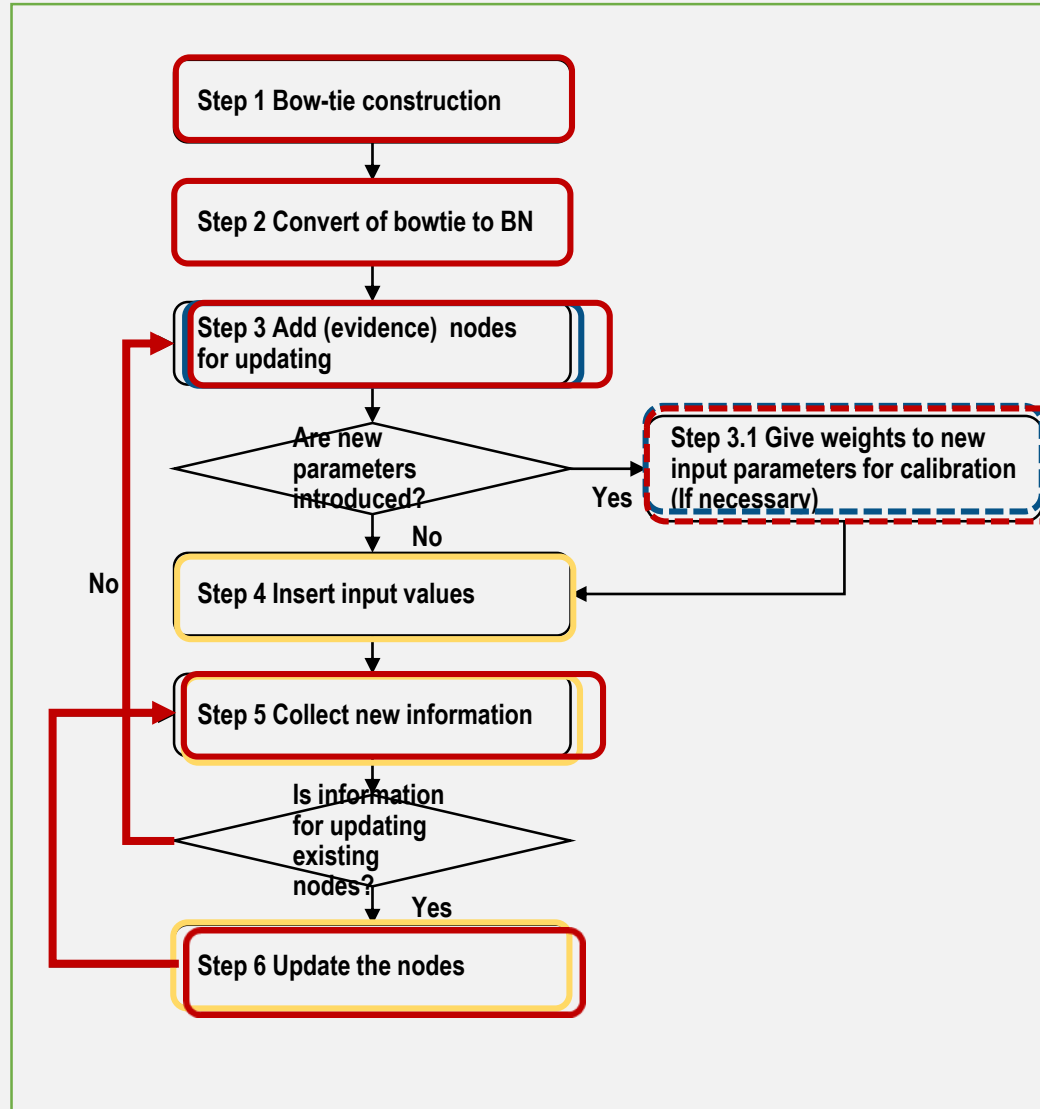 Step 1 Bow-tie construction
Step 2 Convert of bowtie to BN
Step 3 Add (evidence)  nodes
for updating
Are new
parameters
introduced?
Step 3.1 Give weights to new
input parameters for calibration
(If necessary)
Yes
No
No
Step 4 Insert input values
Step 5 Collect new information
Is information
for updating
existing
nodes?
Yes
Step 6 Update the nodes